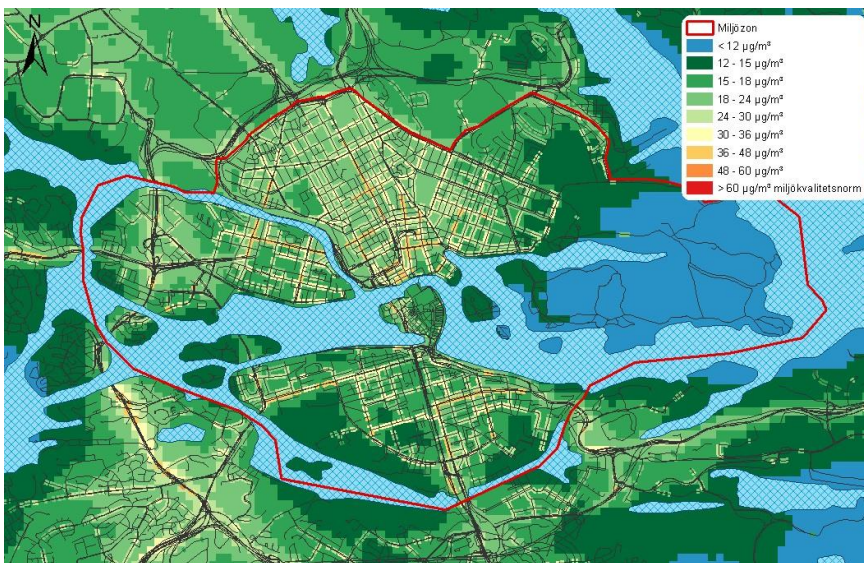 N
Miljözon
< 12 µg/m³
12 - 15 µg/m³
15 - 18 µg/m³
18 - 24 µg/m³
24 - 30 µg/m³
30 - 36 µg/m³
36 - 48 µg/m³
48 - 60 µg/m³
> 60 µg/m³ miljökvalitetsnorm